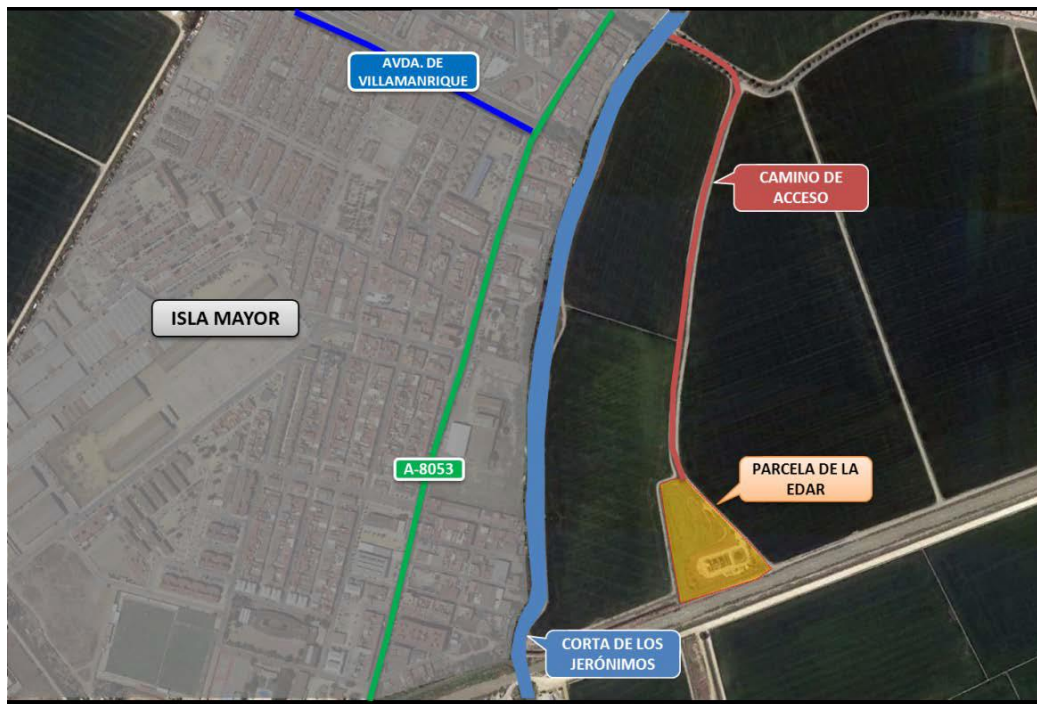 AVDA. DE
VILLAMANRIQUE
CAMINO DE
ACCESO
ISLA MAYOR
A-8053
PARCELA DE LA
EDAR
CORTA DE LOS
JERÓNIMOS